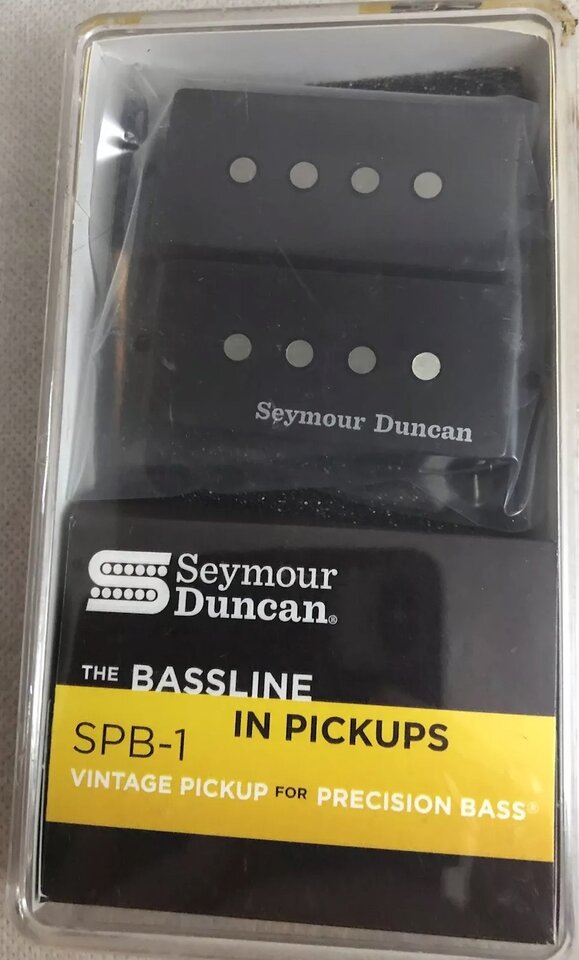 Seymour Duncan
Seymour
Duncan®
THE BASSLINE
IN PICKUPS
SPB-1
VINTAGE PICKUP FOR PRECISION BASS®